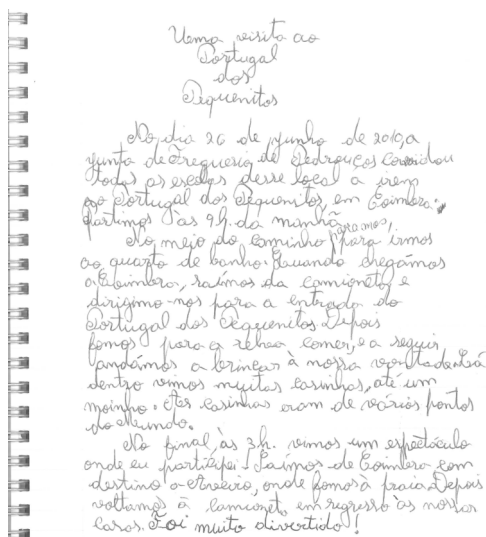 Uma visita ao
Portugal
dos
Pequenitos
No dia 26 de junho de 2010, a
junta de Freguesia de Pedrouços convidou
todas as escolas desse local a irem
ao Portugal dos Pequenitos, em Coimbra.
Partimos às 9h. da manhã.
No meio do caminho paramos, para irmos
ao quarto de banho. Quando chegámos
a Coimbra, saímos da camioneta e
dirigimo-nos para a entrada do
Portugal dos Pequenitos. Depois
fomos para a relva comer, e a seguir
andámos a brincar à nossa vontade. Lá
dentro vimos muitas casinhas, até um
moinho. As casinhas eram de vários pontos
do Mundo.
No final, às 3h. vimos um espectáculo
onde eu participei. Saímos de Coimbra com
destino a Aveiro, onde fomos à praia. Depois
voltamos à camionet, em regresso às nossas
casas. Foi muito divertido!